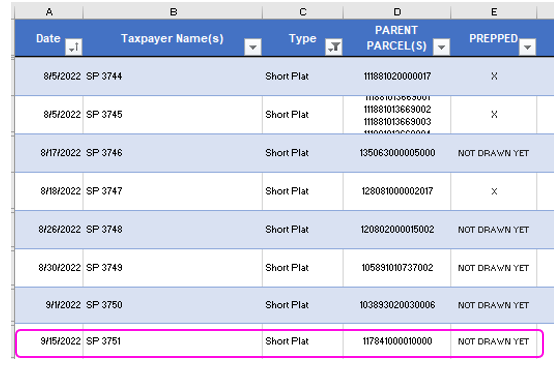 A B C D E
Date Taxpayer Name(s) Type PARENT PARCEL(S) PREPPED
8/5/2022 SP 3744 Short Plat 111881020000017 X
111881013669001
8/5/2022 SP 3745 Short Plat 111881013669002 X
111881013669003
111881013669004
8/17/2022 SP 3746 Short Plat 135063000005000 NOT DRAWN YET
8/18/2022 SP 3747 Short Plat 128081000002017 X
8/26/2022 SP 3748 Short Plat 120802000015002 NOT DRAWN YET
8/30/2022 SP 3749 Short Plat 105891010737002 NOT DRAWN YET
9/1/2022 SP 3750 Short Plat 103893020030006 NOT DRAWN YET
9/15/2022 SP 3751 Short Plat 117841000010000 NOT DRAWN YET